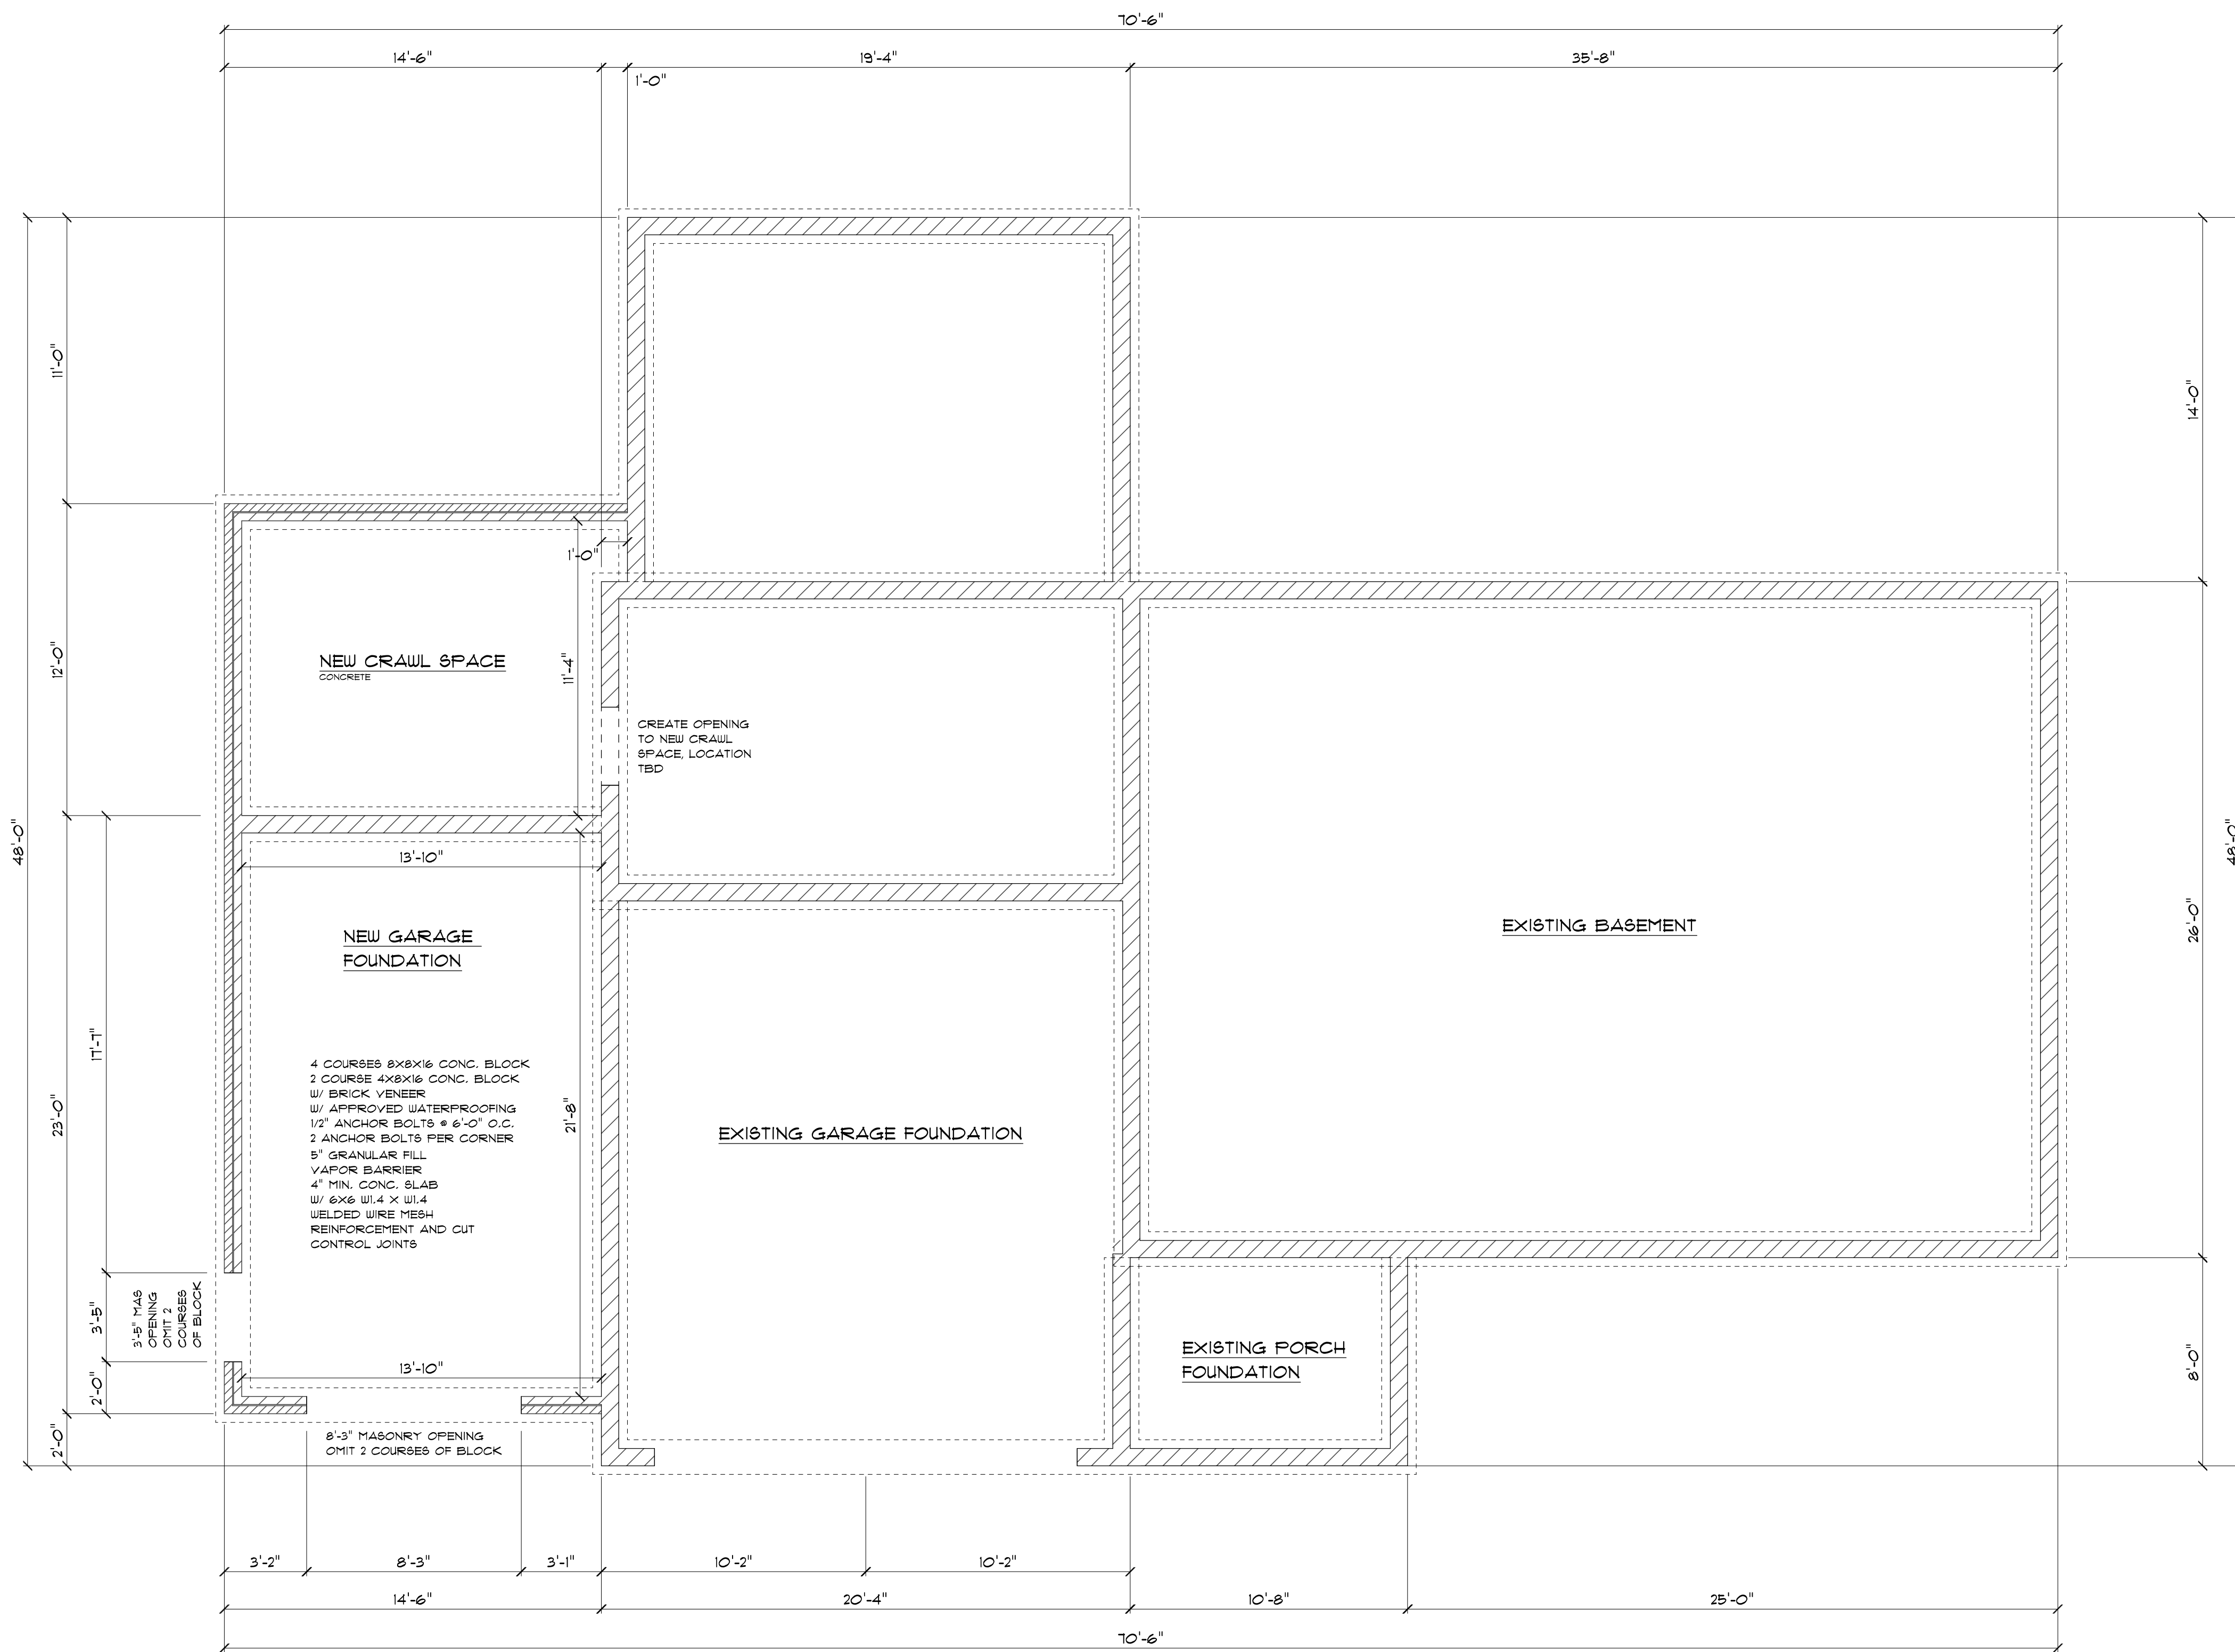 70'-6"
14'-6"
19'-4"
35'-8"
1'-0"
11'-0"
14'-0"
1'-0"
12'-0"
NEW CRAWL SPACE
CONCRETE
11'-4"
CREATE OPENING
TO NEW CRAWL
SPACE, LOCATION
TBD
48'-0"
48'-0"
13'-10"
NEW GARAGE
FOUNDATION
EXISTING BASEMENT
26'-0"
17'-7"
23'-0"
4 COURSES 8X8X16 CONC. BLOCK
2 COURSE 4X8X16 CONC. BLOCK
W/ BRICK VENEER
W/ APPROVED WATERPROOFING
1/2" ANCHOR BOLTS @ 6'-0" O.C.
2 ANCHOR BOLTS PER CORNER
5" GRANULAR FILL
VAPOR BARRIER
4" MIN. CONC. SLAB
W/ 6X6 W1.4 X W1.4
WELDED WIRE MESH
REINFORCEMENT AND CUT
CONTROL JOINTS
21'-8"
EXISTING GARAGE FOUNDATION
3'-5"
3'-5" MAS
OPENING
OMIT 2
COURSES
OF BLOCK
EXISTING PORCH
FOUNDATION
8'-0"
13'-10"
2'-0"
2'-0"
8'-3" MASONRY OPENING
OMIT 2 COURSES OF BLOCK
3'-2"
8'-3"
3'-1"
10'-2"
10'-2"
14'-6"
20'-4"
10'-8"
25'-0"
70'-6"